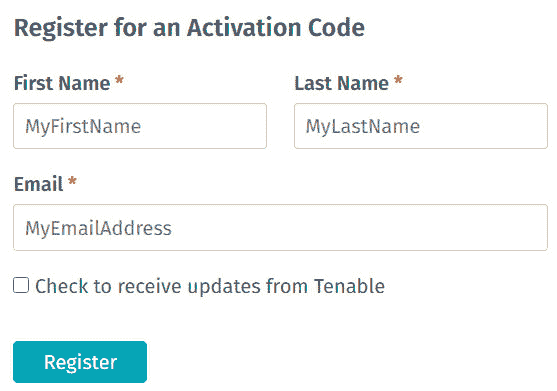 Register for an Activation Code
First Name * Last Name *
MyFirstName MyLastName
Email *
MyEmailAddress
Check to receive updates from Tenable
Register